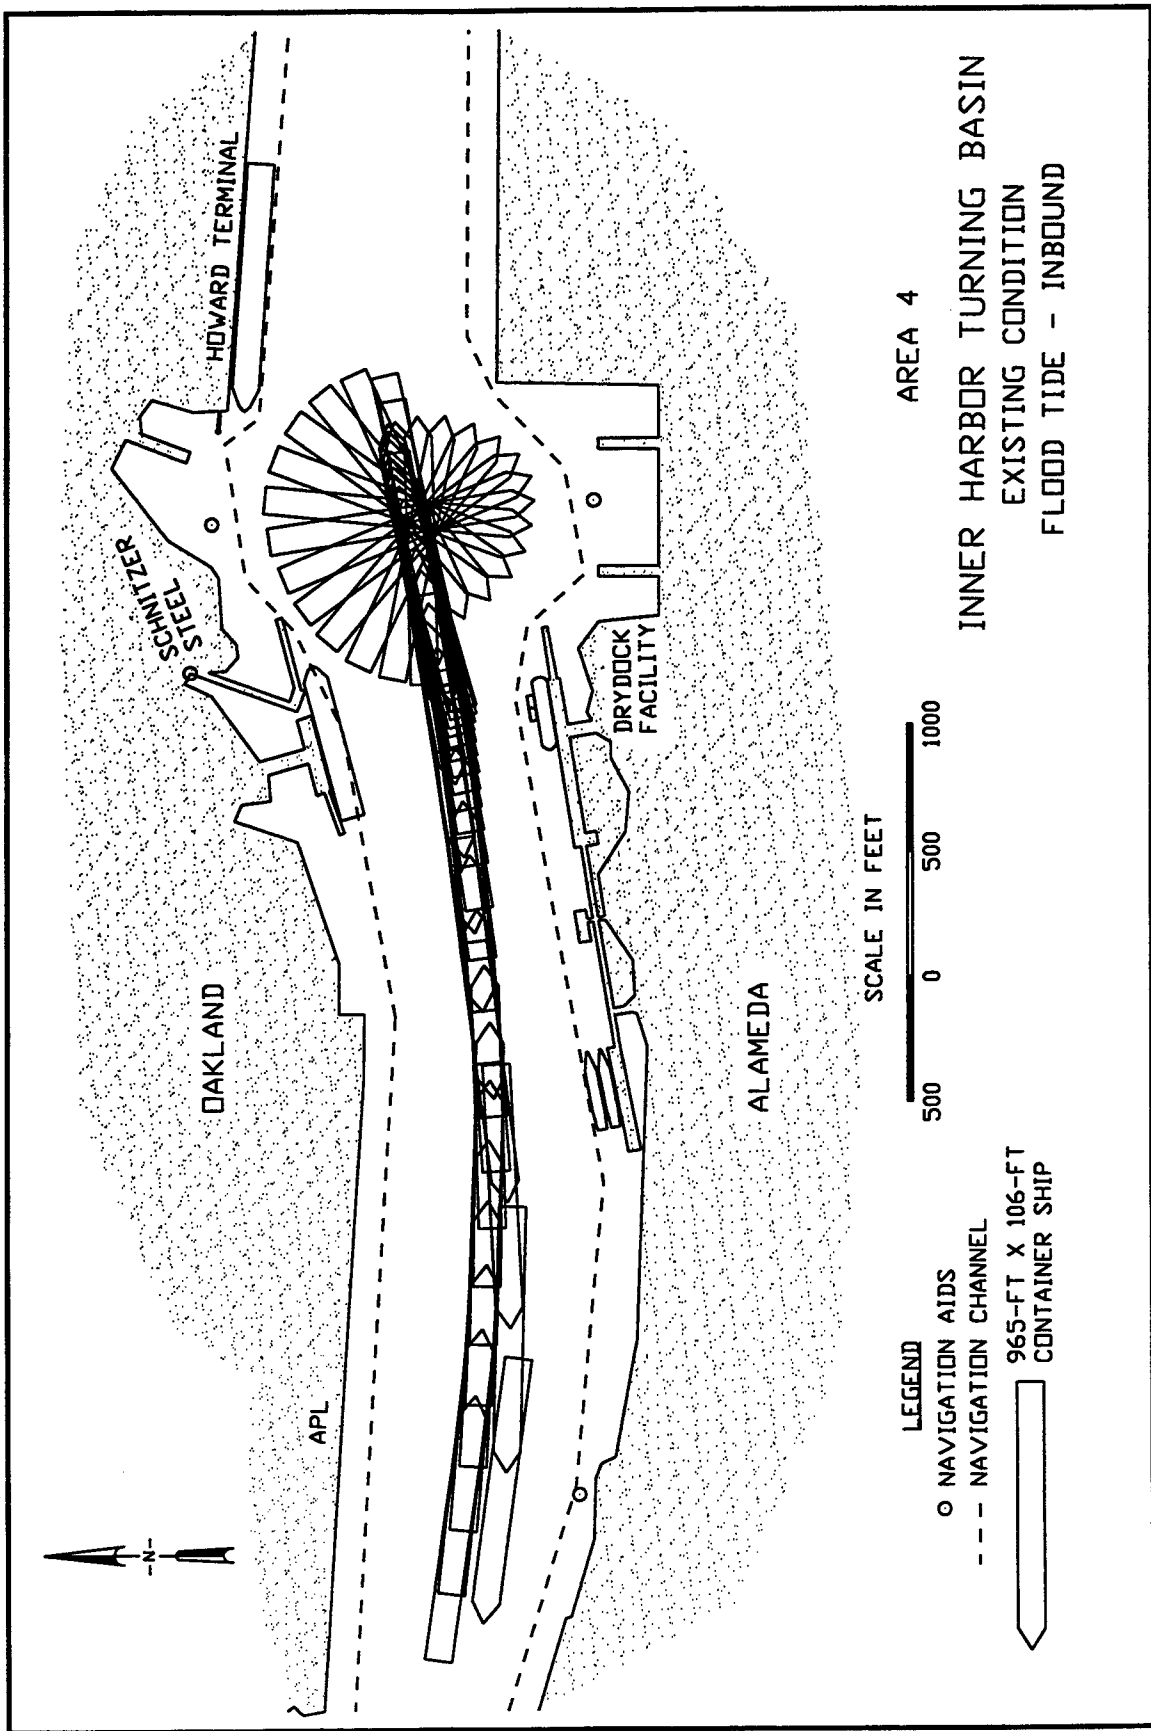 HOWARD TERMINAL
SCHNITZER
STEEL
OAKLAND
APL
-N-
DRYDOCK
FACILITY
ALAMEDA
SCALE IN FEET
500 0 500 1000
LEGEND
NAVIGATION AIDS
--- NAVIGATION CHANNEL
965-FT X 106-FT
CONTAINER SHIP
AREA 4
INNER HARBOR TURNING BASIN
EXISTING CONDITION
FLOOD TIDE - INBOUND